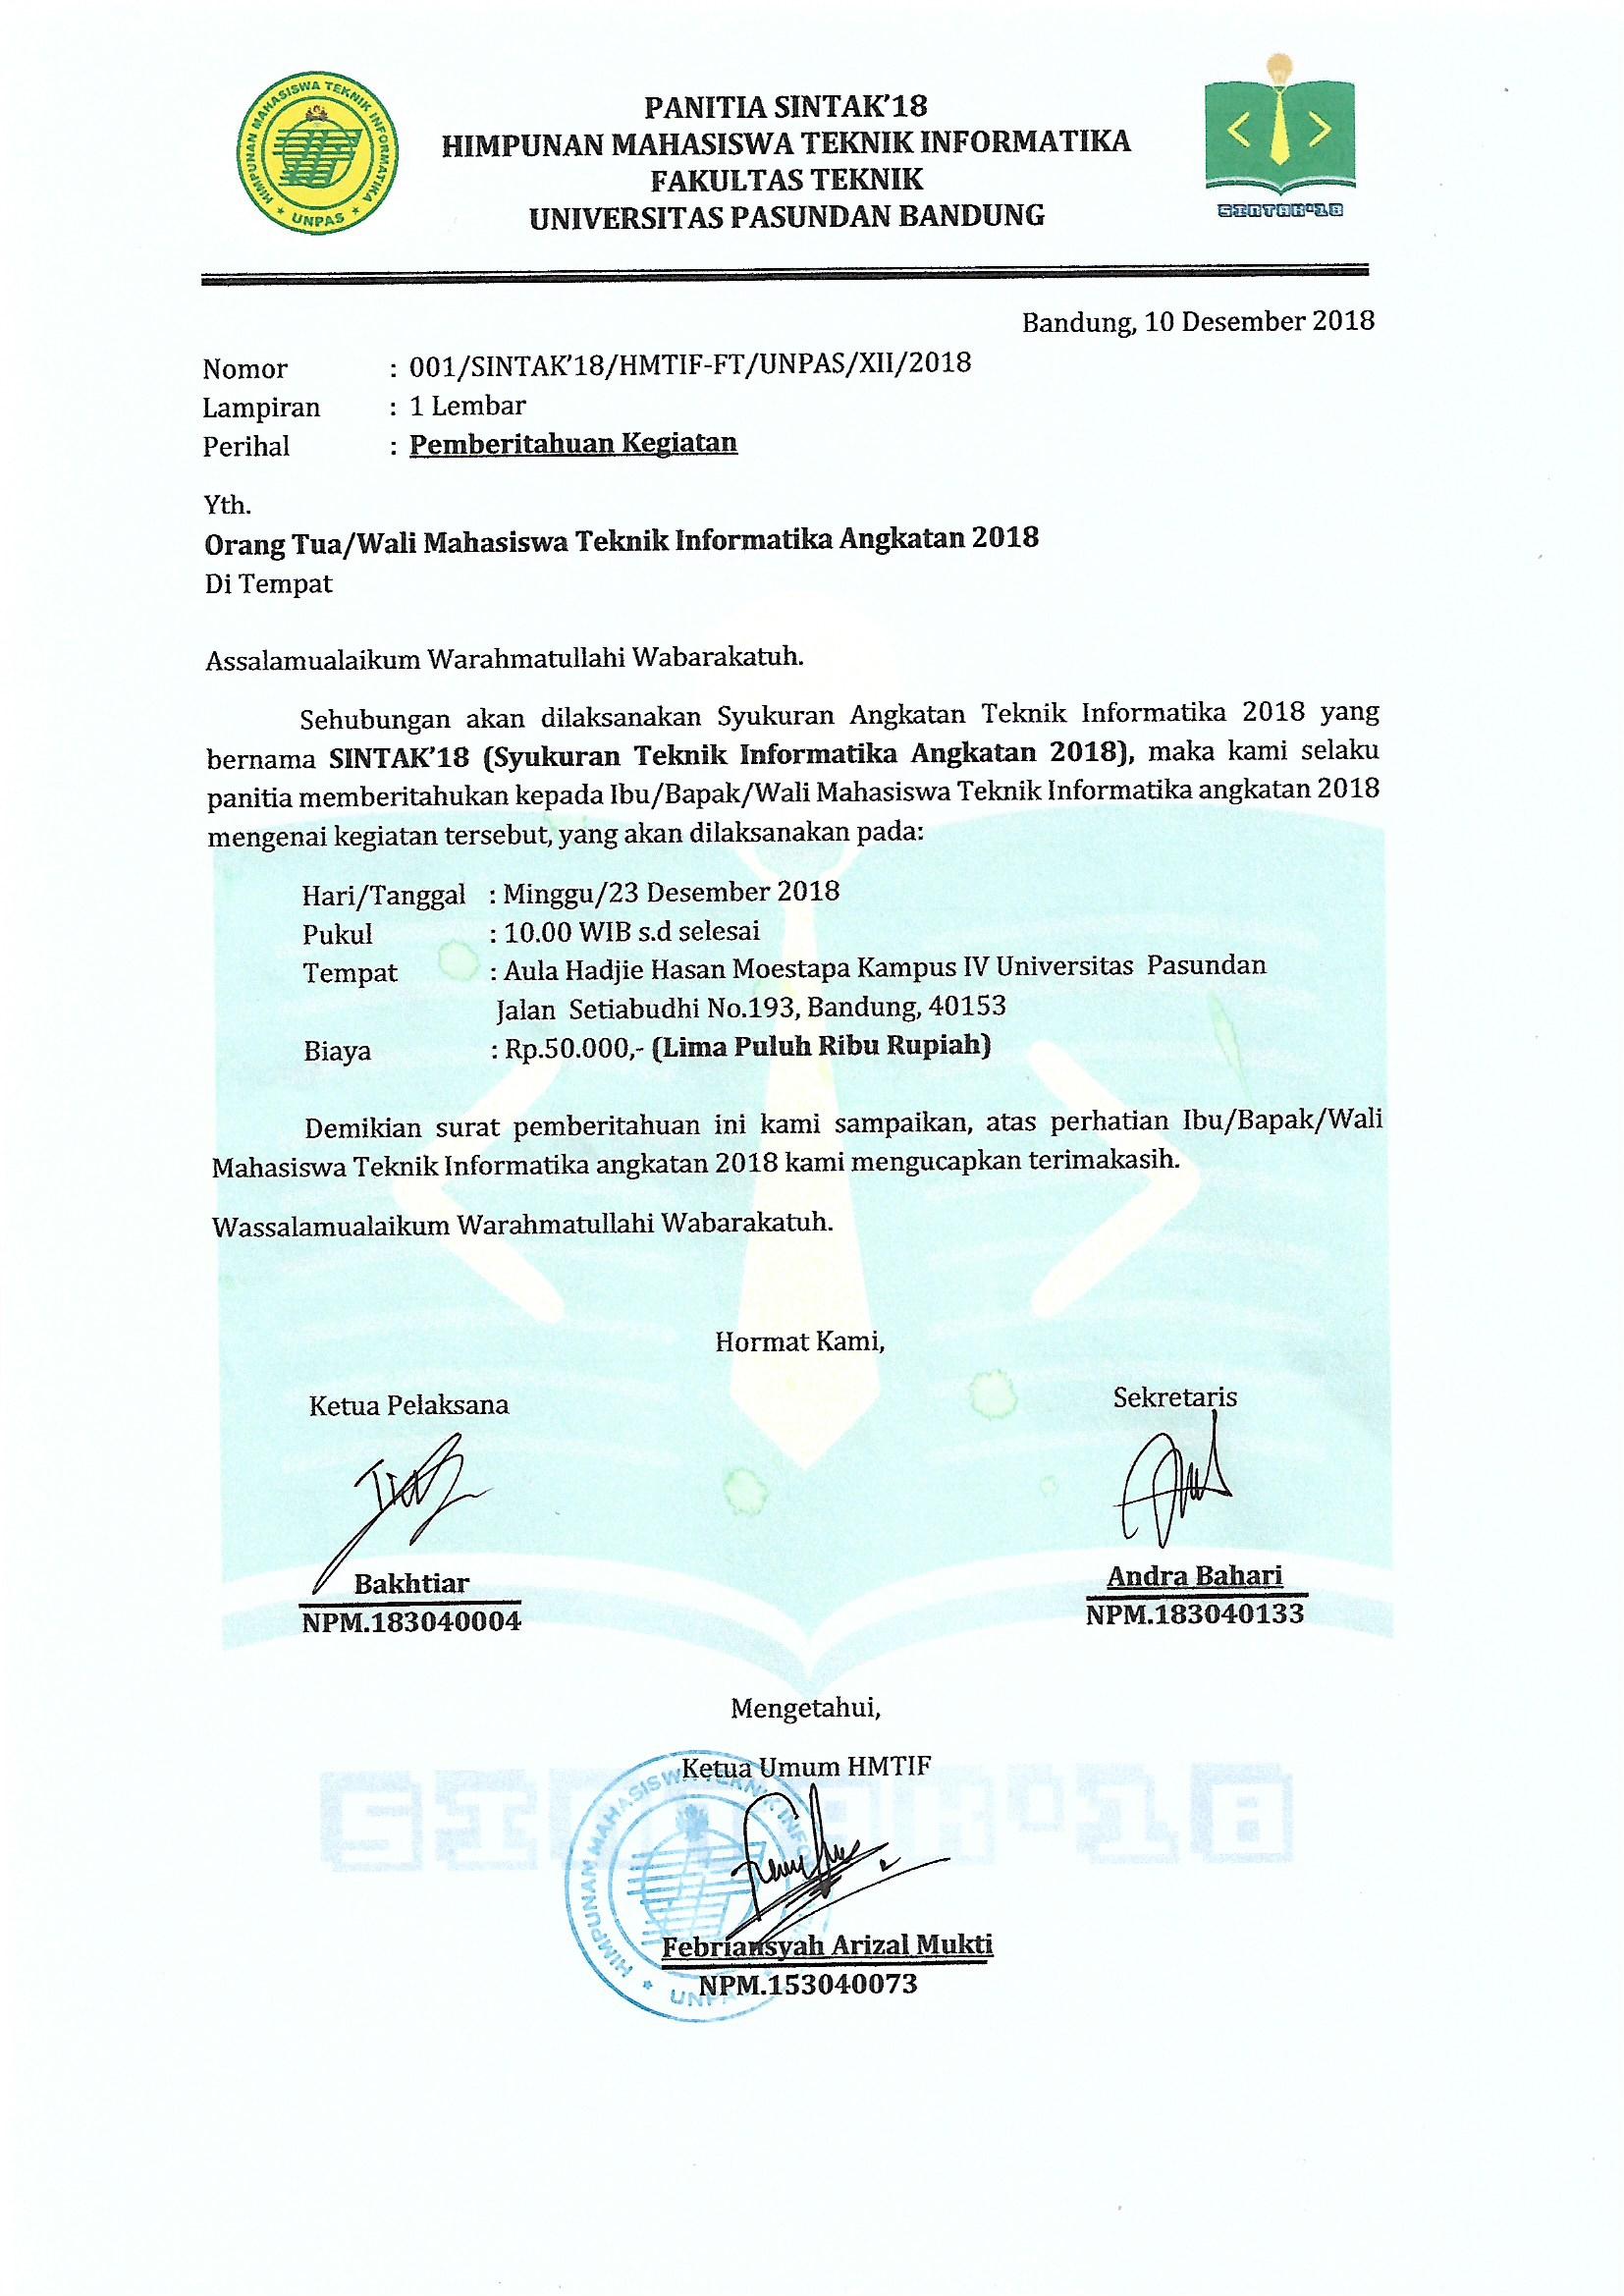 HIMPUNAN MAHASISWA TEKNIK INFORMATIKA
UNPAS
PANITIA SINTAK'18
HIMPUNAN MAHASISWA TEKNIK INFORMATIKA
FAKULTAS TEKNIK
UNIVERSITAS PASUNDAN BANDUNG
SINTAK'18
Bandung, 10 Desember 2018
Nomor : 001/SINTAK'18/HMTIF-FT/UNPAS/XII/2018
Lampiran : 1 Lembar
Perihal : Pemberitahuan Kegiatan
Yth.
Orang Tua/Wali Mahasiswa Teknik Informatika Angkatan 2018
Di Tempat
Assalamualaikum Warahmatullahi Wabarakatuh.
Sehubungan akan dilaksanakan Syukuran Angkatan Teknik Informatika 2018 yang
bernama SINTAK'18 (Syukuran Teknik Informatika Angkatan 2018), maka kami selaku
panitia memberitahukan kepada Ibu/Bapak/Wali Mahasiswa Teknik Informatika angkatan 2018
mengenai kegiatan tersebut, yang akan dilaksanakan pada:
Hari/Tanggal : Minggu/23 Desember 2018
Pukul : 10.00 WIB s.d selesai
Tempat : Aula Hadjie Hasan Moestapa Kampus IV Universitas Pasundan
Jalan Setiabudhi No.193, Bandung, 40153
Biaya : Rp.50.000,- (Lima Puluh Ribu Rupiah)
Demikian surat pemberitahuan ini kami sampaikan, atas perhatian Ibu/Bapak/Wali
Mahasiswa Teknik Informatika angkatan 2018 kami mengucapkan terimakasih.
Wassalamualaikum Warahmatullahi Wabarakatuh.
Hormat Kami,
Ketua Pelaksana Sekretaris
Bakhtiar Andra Bahari
NPM.183040004 NPM.183040133
Mengetahui,
Ketua Umum HMTIF
SINTAK'18
HIMPUNAN MAHASISWA TEKNIK INFO
UNPAS
Febriansyah Arizal Mukti
NPM.153040073